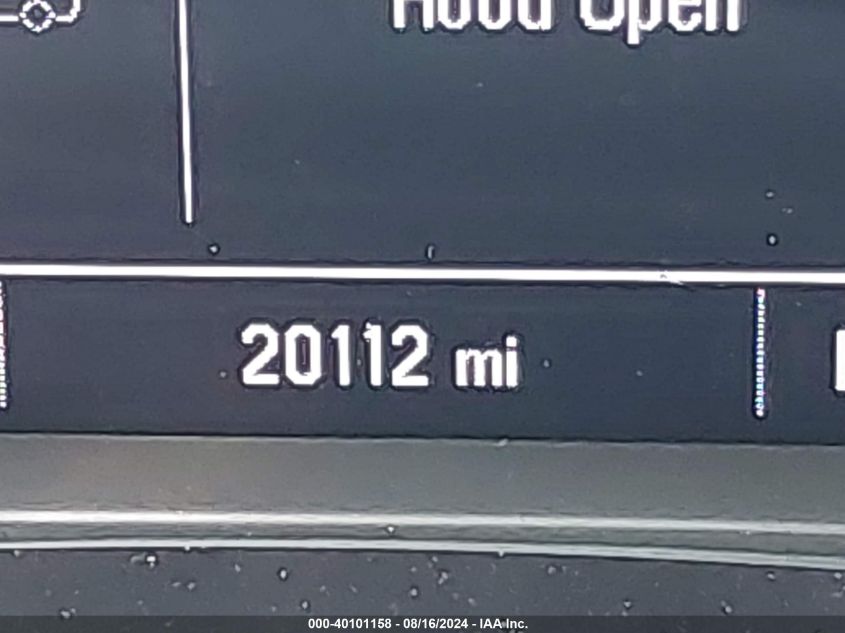 Hood Open
20112 mi
000-40101158 - 08/16/2024 - IAA Inc.